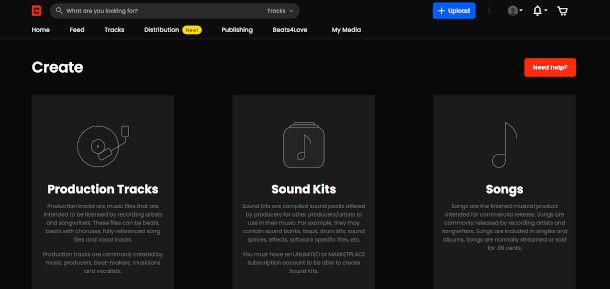 What are you looking for? Tracks
+ Upload
Home Feed Tracks Distribution New! Publishing Beats4Love My Media
Create
Need help?
Production Tracks
Production tracks are music files that are
intended to be licensed by recording artists
and songwriters. These files can be beats,
beats with choruses, fully referenced song
files and vocal tracks.
Production tracks are commonly created by
music producers, beat-makers, musicians
and vocalists.
Sound Kits
Sound Kits are compiled sound packs offered
by producers for other producers/artists to
use in their music. For example, they may
contain sound banks, loops, drum kits, sound
splices, effects, software specific files, etc.
You must have an UNLIMITED or MARKETPLACE
subscription account to be able to create
Sound Kits.
Songs
Songs are the finished musical product
intended for commercial release. Songs are
commonly released by recording artists and
songwriters. Songs are included in singles and
albums. Songs are normally streamed or sold
for .99 cents.